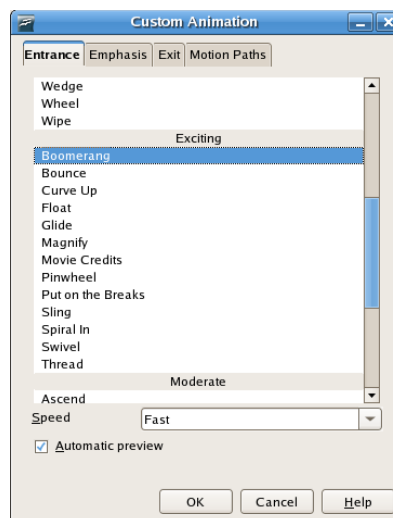 Custom Animation
Entrance Emphasis Exit Motion Paths
Wedge
Wheel
Wipe
Exciting
Boomerang
Bounce
Curve Up
Float
Glide
Magnify
Movie Credits
Pinwheel
Put on the Breaks
Sling
Spiral In
Swivel
Thread
Moderate
Ascend
Speed Fast
Automatic preview
OK Cancel Help